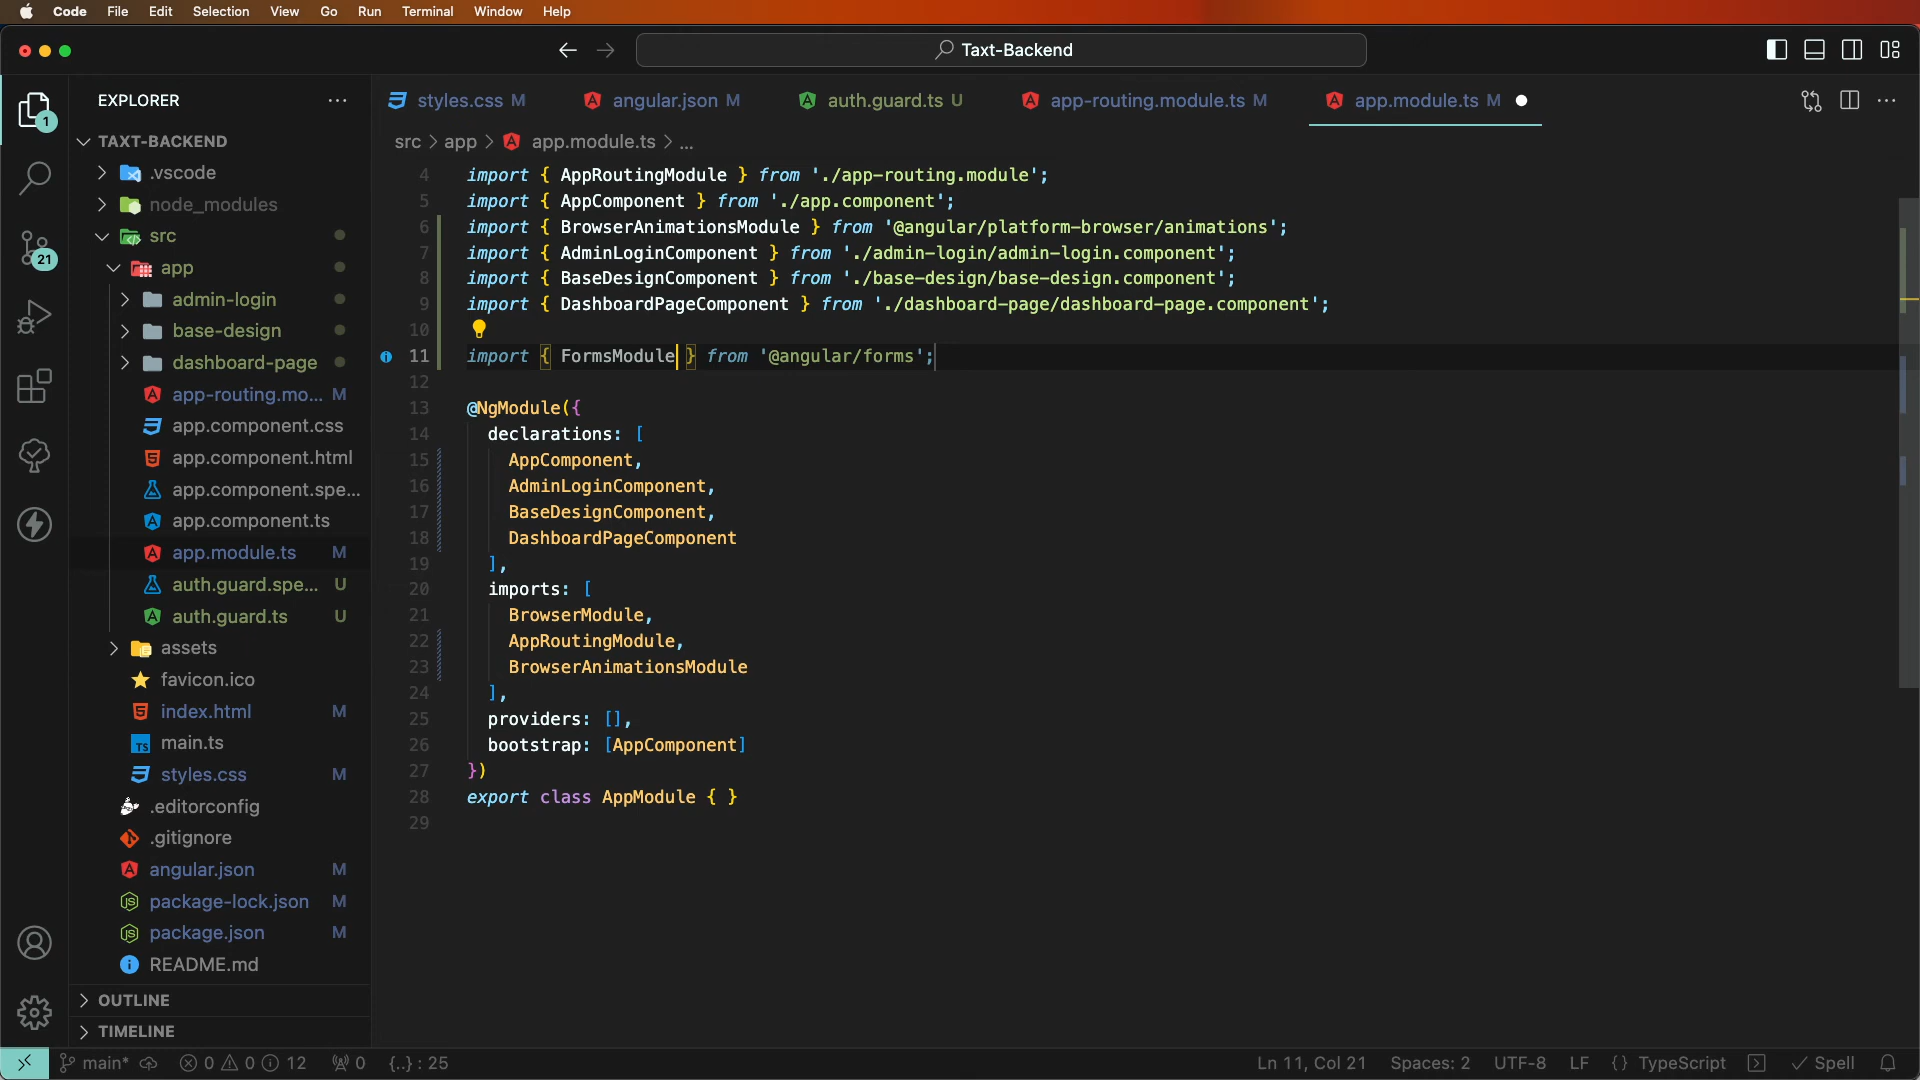 Code File Edit Selection View Go Run Terminal Window Help
Taxt-Backend
EXPLORER
1
21
TAXT-BACKEND
.vscode
node_modules
src
app
admin-login
base-design
dashboard-page
app-routing.mo... M
app.component.css
app.component.html
app.component.spe...
app.component.ts
app.module.ts M
auth.guard.spe... U
auth.guard.ts U
assets
favicon.ico
index.html M
main.ts
styles.css M
.editorconfig
.gitignore
angular.json M
package-lock.json M
package.json M
README.md
OUTLINE
TIMELINE
styles.css M angular.json M auth.guard.ts U app-routing.module.ts M app.module.ts M
src > app > app.module.ts > ...
4 import { AppRoutingModule } from './app-routing.module';
5 import { AppComponent } from './app.component';
6 import { BrowserAnimationsModule } from '@angular/platform-browser/animations';
7 import { AdminLoginComponent } from './admin-login/admin-login.component';
8 import { BaseDesignComponent } from './base-design/base-design.component';
9 import { DashboardPageComponent } from './dashboard-page/dashboard-page.component';
10
11 import { FormsModule } from '@angular/forms';
12
13 @NgModule({
14 declarations: [
15 AppComponent,
16 AdminLoginComponent,
17 BaseDesignComponent,
18 DashboardPageComponent
19 ],
20 imports: [
21 BrowserModule,
22 AppRoutingModule,
23 BrowserAnimationsModule
24 ],
25 providers: [],
26 bootstrap: [AppComponent]
27 })
28 export class AppModule { }
29
main* 0 0 12 0 {..} : 25 Ln 11, Col 21 Spaces: 2 UTF-8 LF {} TypeScript Spell